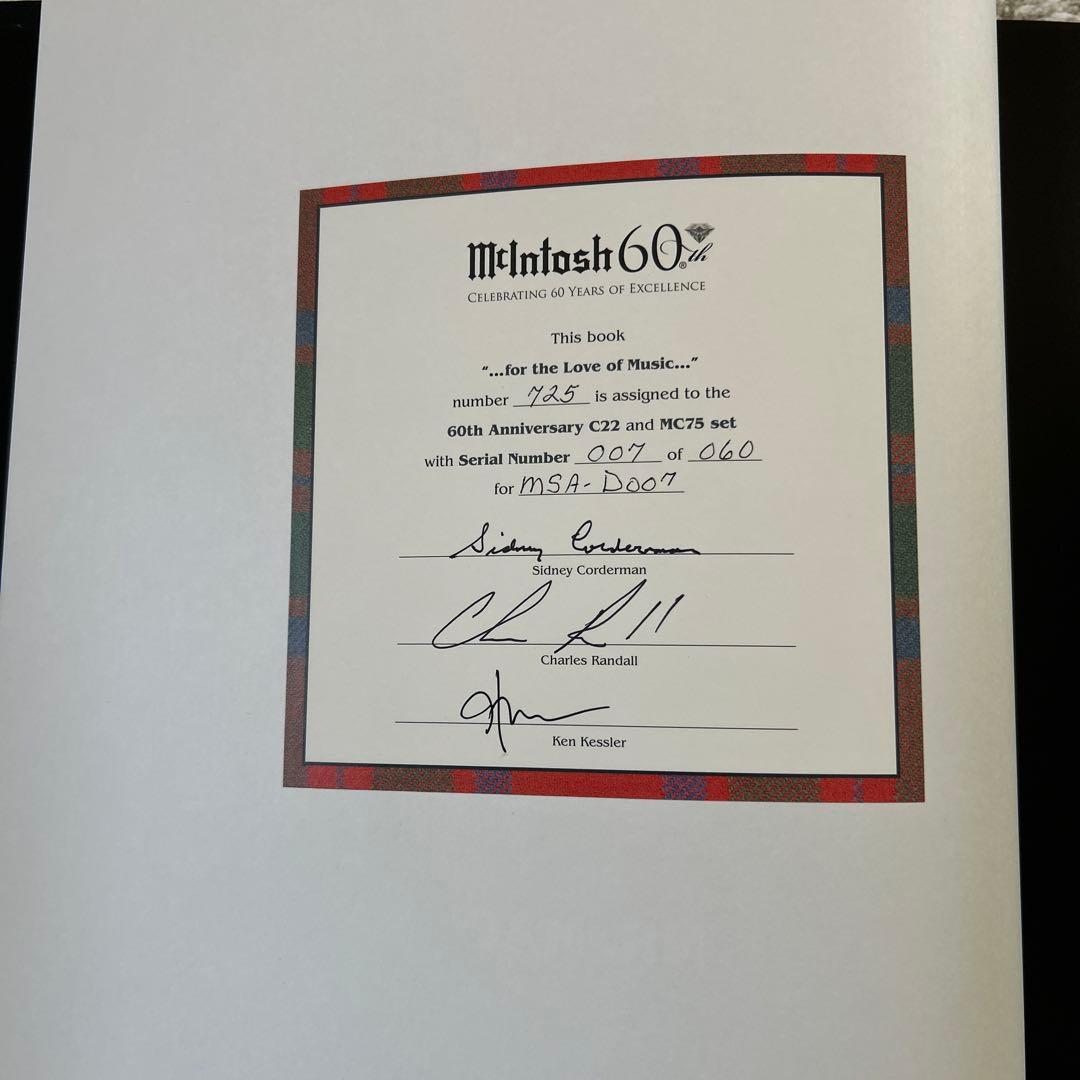 McIntosh 60th®
CELEBRATING 60 YEARS OF EXCELLENCE
This book
“...for the Love of Music...”
number 725 is assigned to the
60th Anniversary C22 and MC75 set
with Serial Number 007 of 060
for MSA-D007
Sidney Corderman
Sidney Corderman
Charles Randall
Ken Kessler